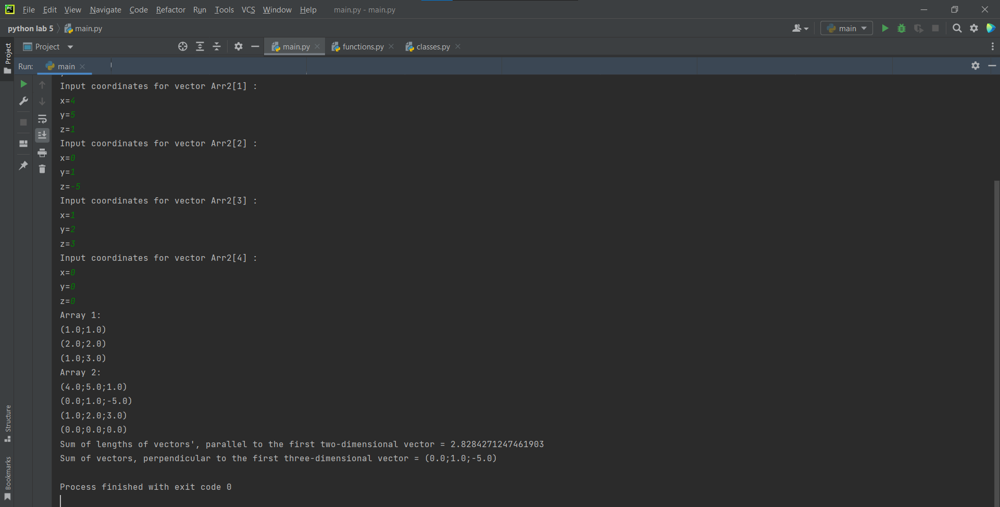 PC File Edit View Navigate Code Refactor Run Tools VCS Window Help main.py - main.py
python lab 5 main.py main
Project Project main.py functions.py classes.py
Run: main
Input coordinates for vector Arr2[1] :
x=4
y=5
z=1
Input coordinates for vector Arr2[2] :
x=0
y=1
z=-5
Input coordinates for vector Arr2[3] :
x=1
y=2
z=3
Input coordinates for vector Arr2[4] :
x=0
y=0
z=0
Array 1:
(1.0;1.0)
(2.0;2.0)
(1.0;3.0)
Array 2:
(4.0;5.0;1.0)
(0.0;1.0;-5.0)
(1.0;2.0;3.0)
(0.0;0.0;0.0)
Sum of lengths of vectors', parallel to the first two-dimensional vector = 2.8284271247461903
Sum of vectors, perpendicular to the first three-dimensional vector = (0.0;1.0;-5.0)
Process finished with exit code 0
Structure
Bookmarks